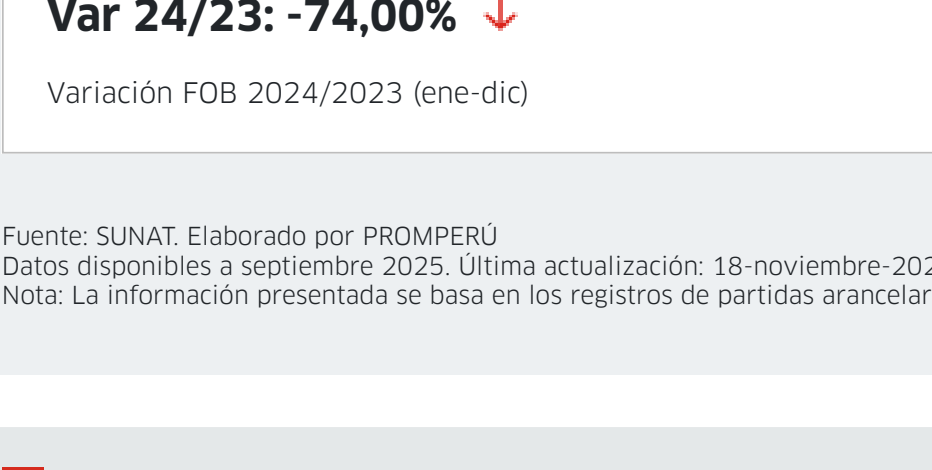 Var 24/23: -74,00%
Variación FOB 2024/2023 (ene-dic)
Fuente: SUNAT. Elaborado por PROMPERÚ
Datos disponibles a septiembre 2025. Última actualización: 18-noviembre-202
Nota: La información presentada se basa en los registros de partidas arancelar